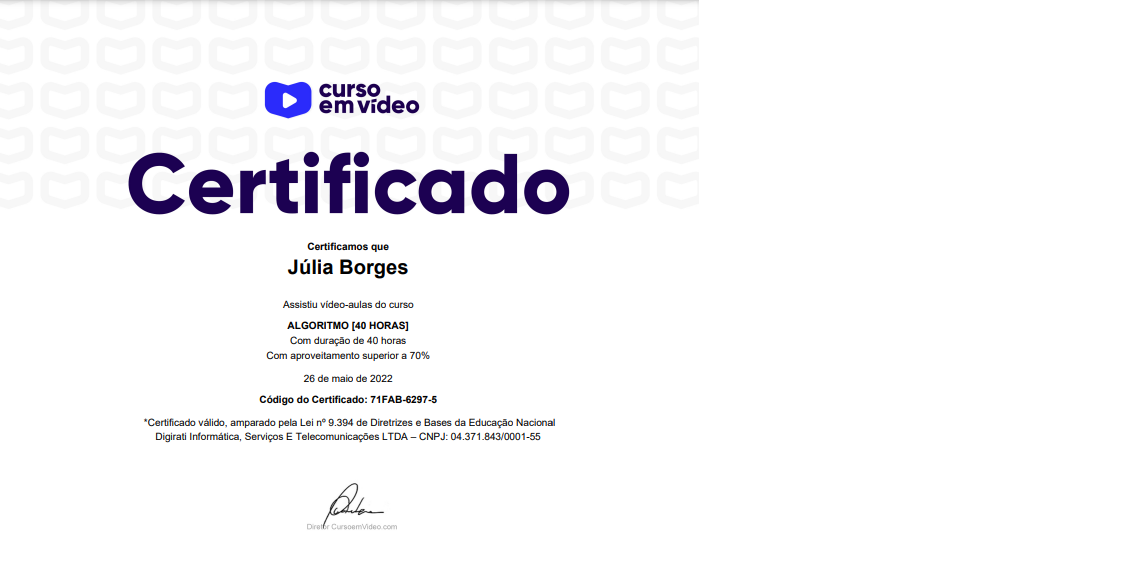 curso
em vídeo
Certificado
Certificamos que
Júlia Borges
Assistiu vídeo-aulas do curso
ALGORITMO [40 HORAS]
Com duração de 40 horas
Com aproveitamento superior a 70%
26 de maio de 2022
Código do Certificado: 71FAB-6297-5
*Certificado válido, amparado pela Lei nº 9.394 de Diretrizes e Bases da Educação Nacional
Digirati Informática, Serviços E Telecomunicações LTDA – CNPJ: 04.371.843/0001-55
Diretor CursoemVideo.com